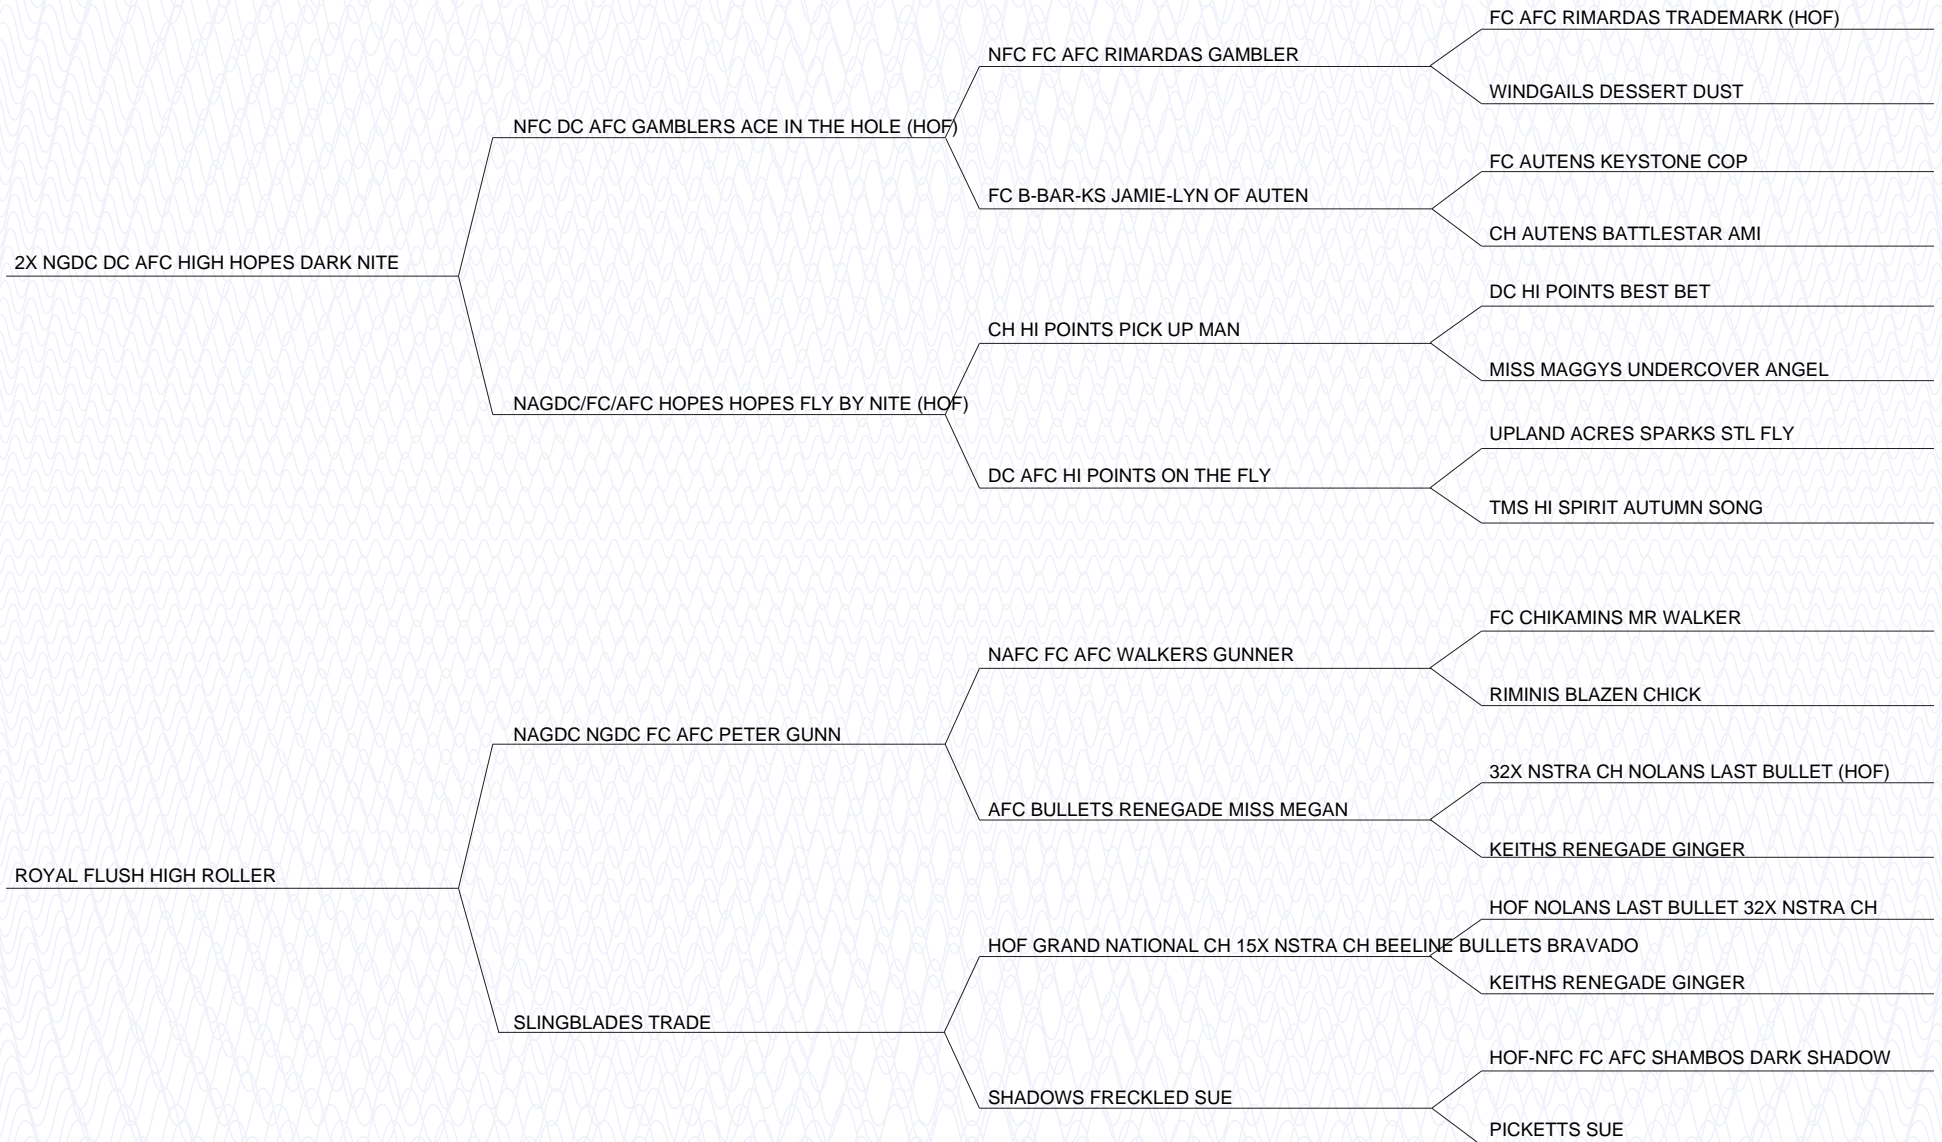 FC AFC RIMARDAS TRADEMARK (HOF)
NFC FC AFC RIMARDAS GAMBLER
WINDGAILS DESSERT DUST
NFC DC AFC GAMBLERS ACE IN THE HOLE (HOF)
FC AUTENS KEYSTONE COP
FC B-BAR-KS JAMIE-LYN OF AUTEN
CH AUTENS BATTLESTAR AMI
2X NGDC DC AFC HIGH HOPES DARK NITE
DC HI POINTS BEST BET
CH HI POINTS PICK UP MAN
MISS MAGGYS UNDERCOVER ANGEL
NAGDC/FC/AFC HOPES HOPES FLY BY NITE (HOF)
UPLAND ACRES SPARKS STL FLY
DC AFC HI POINTS ON THE FLY
TMS HI SPIRIT AUTUMN SONG
FC CHIKAMINS MR WALKER
NAFC FC AFC WALKERS GUNNER
RIMINIS BLAZEN CHICK
NAGDC NGDC FC AFC PETER GUNN
32X NSTRA CH NOLANS LAST BULLET (HOF)
AFC BULLETS RENEGADE MISS MEGAN
KEITHS RENEGADE GINGER
ROYAL FLUSH HIGH ROLLER
HOF NOLANS LAST BULLET 32X NSTRA CH
HOF GRAND NATIONAL CH 15X NSTRA CH BEELINE BULLETS BRAVADO
KEITHS RENEGADE GINGER
SLINGBLADES TRADE
HOF-NFC FC AFC SHAMBOS DARK SHADOW
SHADOWS FRECKLED SUE
PICKETTS SUE